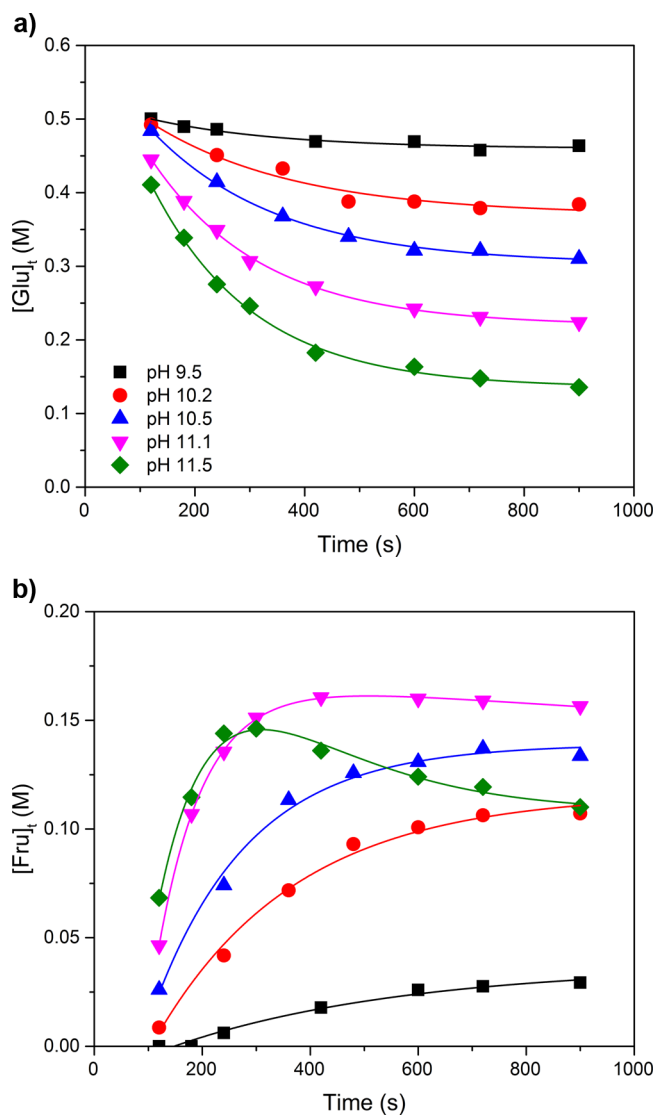 a)
0.6
0.5
0.4
0.3
0.2
0.1
0.0
[Glu]t (M)
pH 9.5
pH 10.2
pH 10.5
pH 11.1
pH 11.5
0 200 400 600 800 1000
Time (s)
b)
0.20
0.15
0.10
0.05
0.00
[Fru]t (M)
0 200 400 600 800 1000
Time (s)